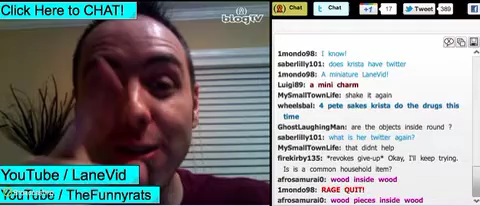 Click Here to CHAT!
blogTV
YouTube / LaneVid
YouTube / TheFunnyrats
Chat
Chat
+1
17
Tweet
389
1mondo98: I know!
saberlilly101: does krista have twitter
1mondo98: A miniature LaneVid!
Luigi89: a mini charm
MySmallTownLife: shake it again
wheelsbal: 4 pete sakes krista do the drugs this
time
GhostLaughingMan: are the objects inside round ?
saberlilly101: what is her twitter again?
MySmallTownLife: that didnt help
firekirby135: *revokes give-up* Okay, I'll keep trying.
Is is a common household item?
afrosamurai0: wood inside wood
1mondo98: RAGE QUIT!
afrosamurai0: wood pieces inside wood